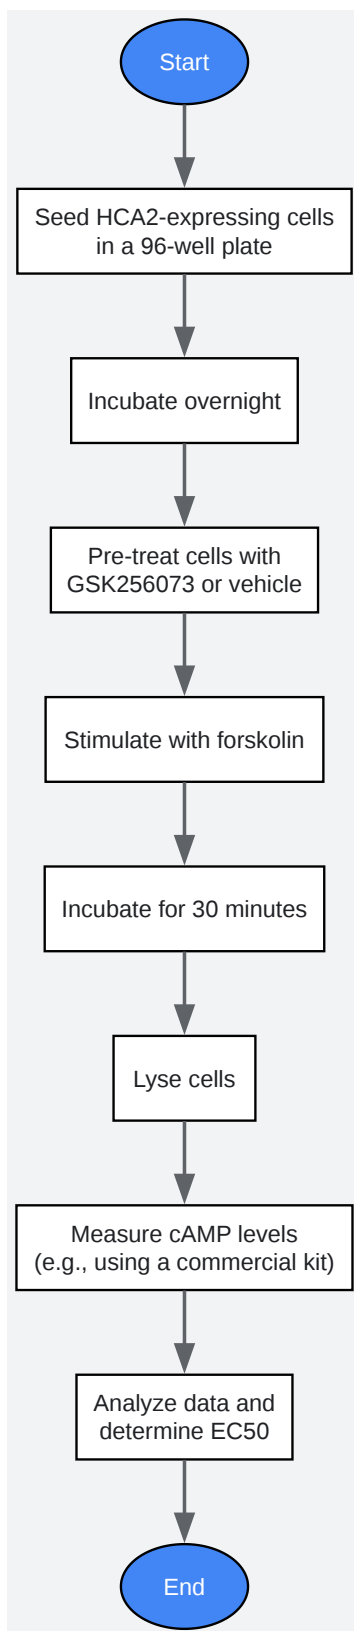 Start
Seed HCA2-expressing cells
in a 96-well plate
Incubate overnight
Pre-treat cells with
GSK256073 or vehicle
Stimulate with forskolin
Incubate for 30 minutes
Lyse cells
Measure cAMP levels
(e.g., using a commercial kit)
Analyze data and
determine EC50
End